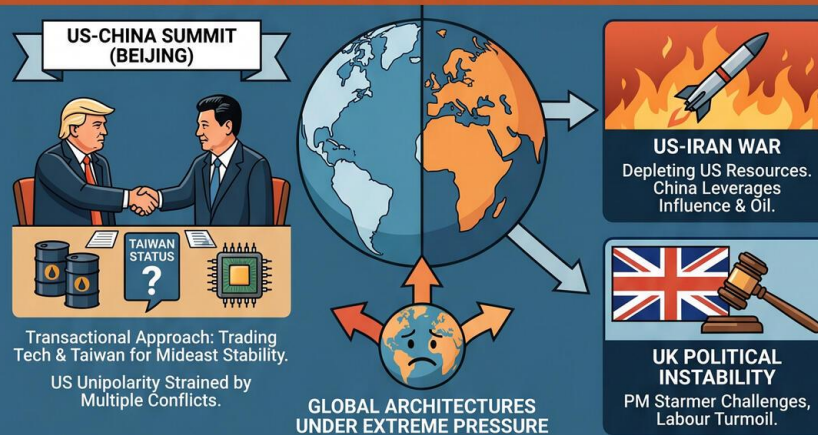 US-CHINA SUMMIT
(BEIJING)
TAIWAN
STATUS
?
Transactional Approach: Trading
Tech & Taiwan for Mideast Stability.
US Unipolarity Strained by
Multiple Conflicts.
GLOBAL ARCHITECTURES
UNDER EXTREME PRESSURE
US-IRAN WAR
Depleting US Resources.
China Leverages
Influence & Oil.
UK POLITICAL
INSTABILITY
PM Starmer Challenges,
Labour Turmoil.